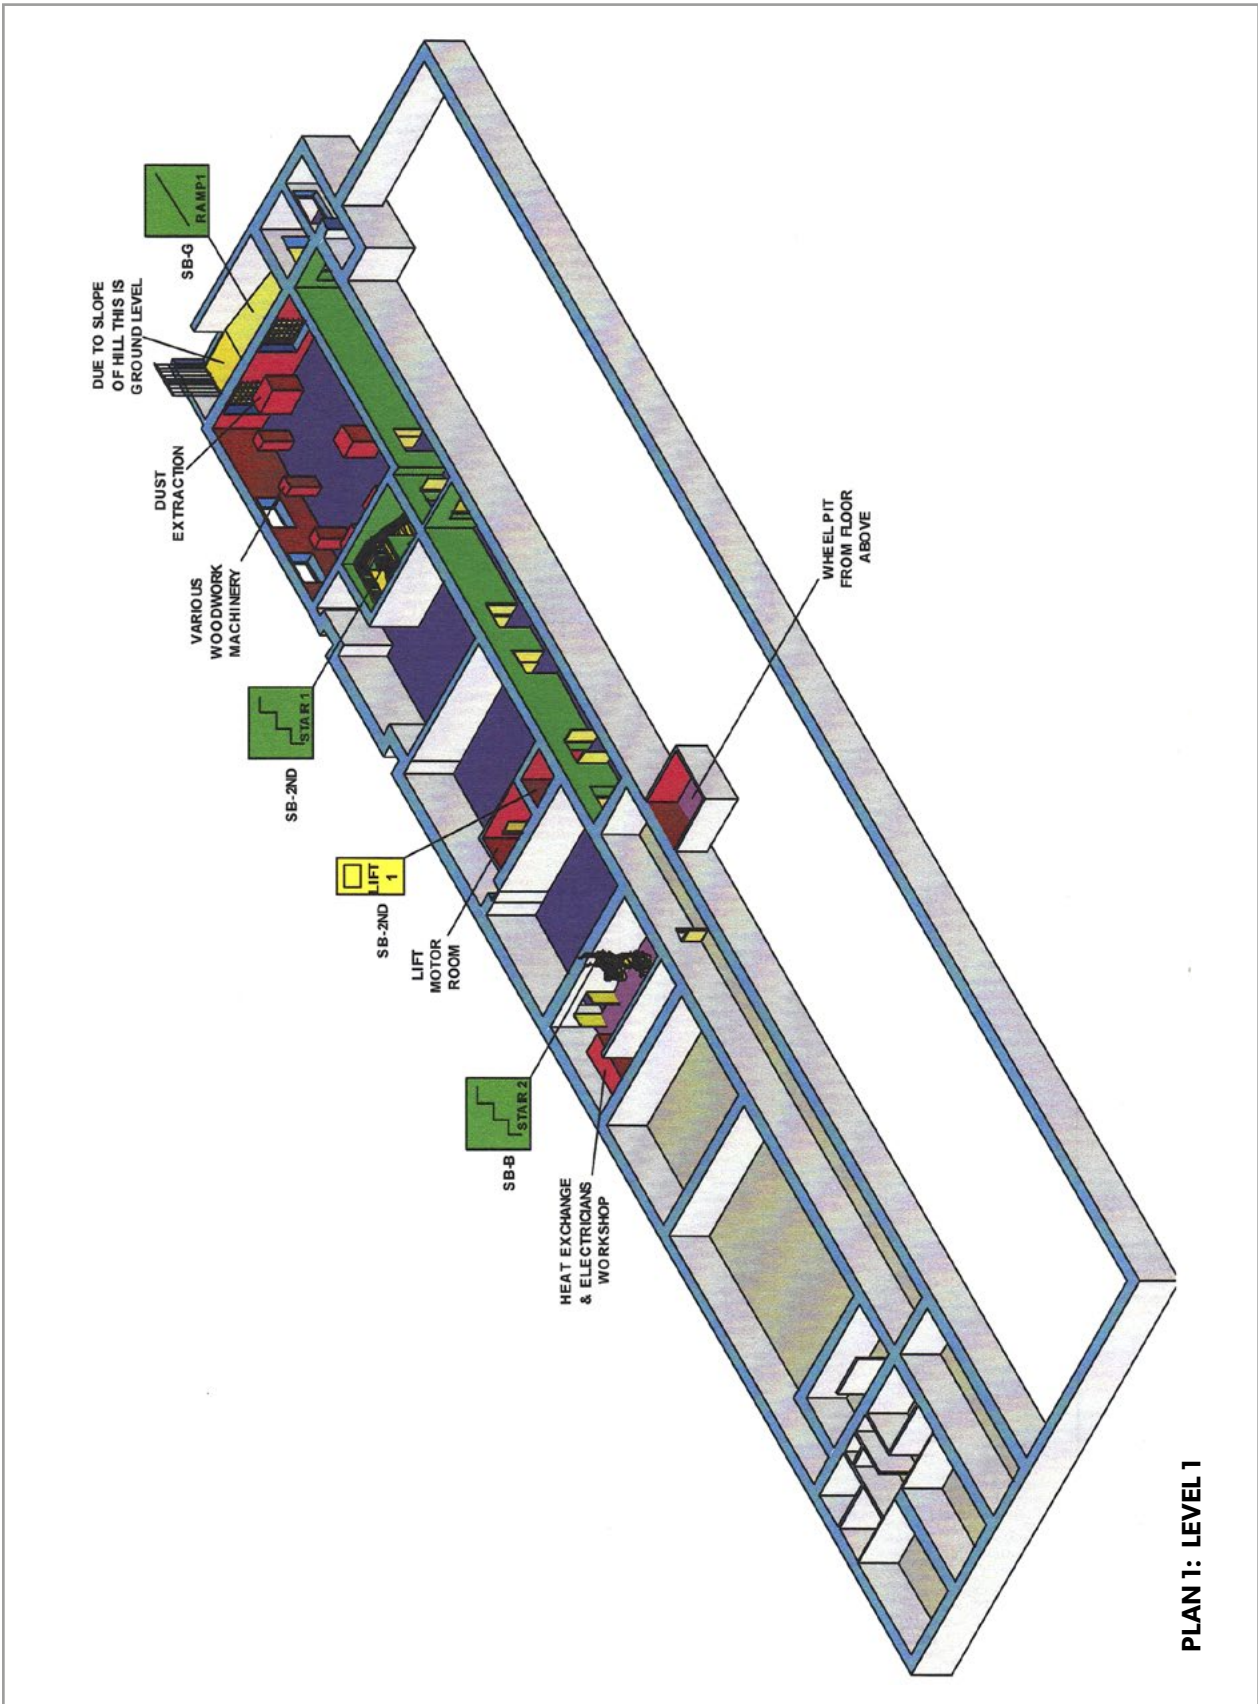 RAMP1
SB-G
DUE TO SLOPE
OF HILL THIS IS
GROUND LEVEL
DUST
EXTRACTION
VARIOUS
WOODWORK
MACHINERY
STAIR 1
SB-2ND
LIFT
1
SB-2ND
LIFT
MOTOR
ROOM
STAIR 2
SB-B
HEAT EXCHANGE
& ELECTRICIANS
WORKSHOP
WHEEL PIT
FROM FLOOR
ABOVE
PLAN 1: LEVEL 1